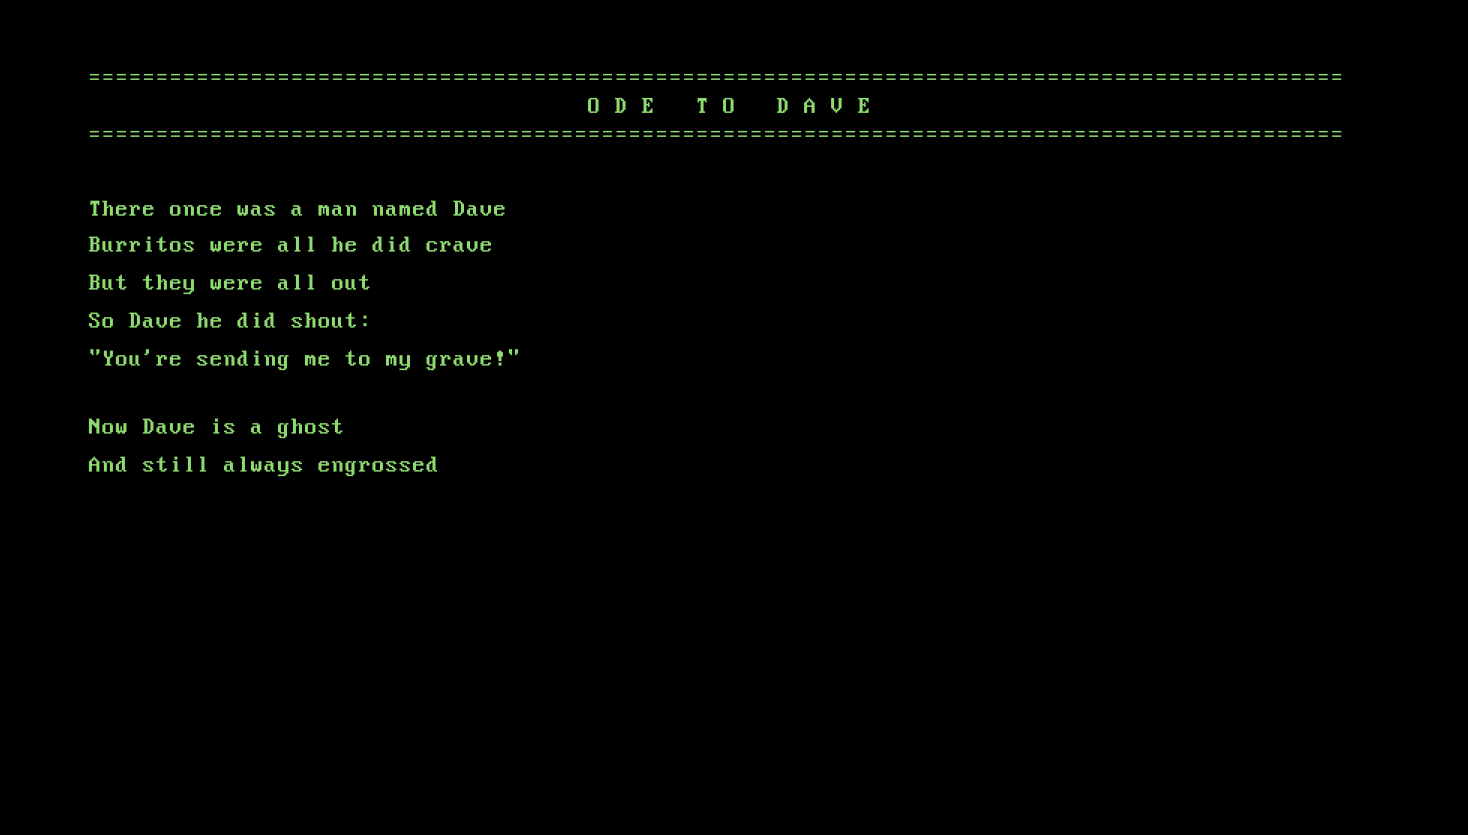 =============================================================================================
O D E   T O   D A V E
=============================================================================================
There once was a man named Dave
Burritos were all he did crave
But they were all out
So Dave he did shout:
"You're sending me to my grave!"
Now Dave is a ghost
And still always engrossed